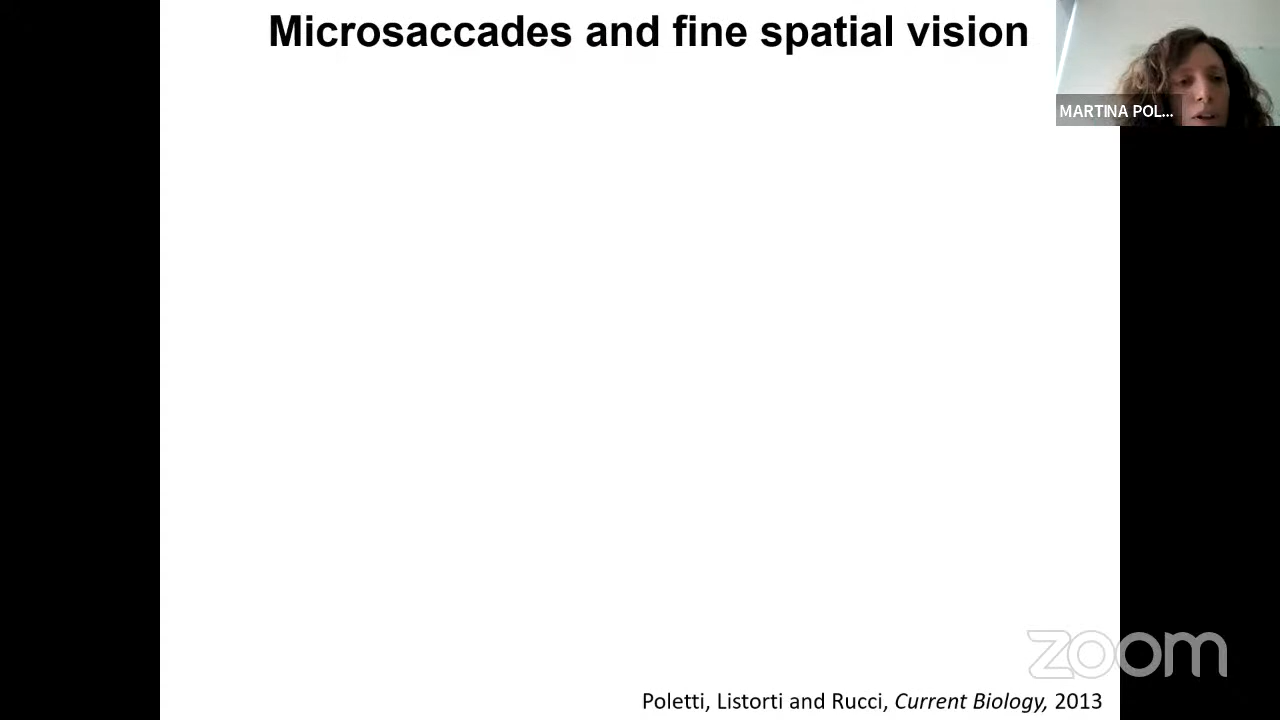 Microsaccades and fine spatial vision
MARTINA POL...
zoom
Poletti, Listorti and Rucci, Current Biology, 2013